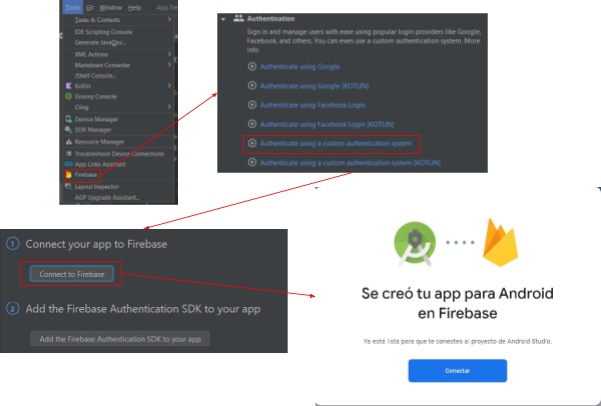 Tools Git Window Help App Tie
Tasks & Contexts
IDE Scripting Console
Generate JavaDoc...
XML Actions
Markdown Converter
JShell Console...
Kotlin
Groovy Console
Cling
Device Manager
SDK Manager
Resource Manager
Troubleshoot Device Connections
App Links Assistant
Firebase
Layout Inspector
AGP Upgrade Assistant...
Authentication
Sign in and manage users with ease using popular login providers like Google,
Facebook, and others. You can even use a custom authentication system. More
info
Authenticate using Google
Authenticate using Google [KOTLIN]
Authenticate using Facebook Login
Authenticate using Facebook Login [KOTLIN]
Authenticate using a custom authentication system
Authenticate using a custom authentication system [KOTLIN]
1 Connect your app to Firebase
Connect to Firebase
2 Add the Firebase Authentication SDK to your app
Add the Firebase Authentication SDK to your app
Se creó tu app para Android
en Firebase
Ya está lista para que te conectes al proyecto de Android Studio.
Conectar